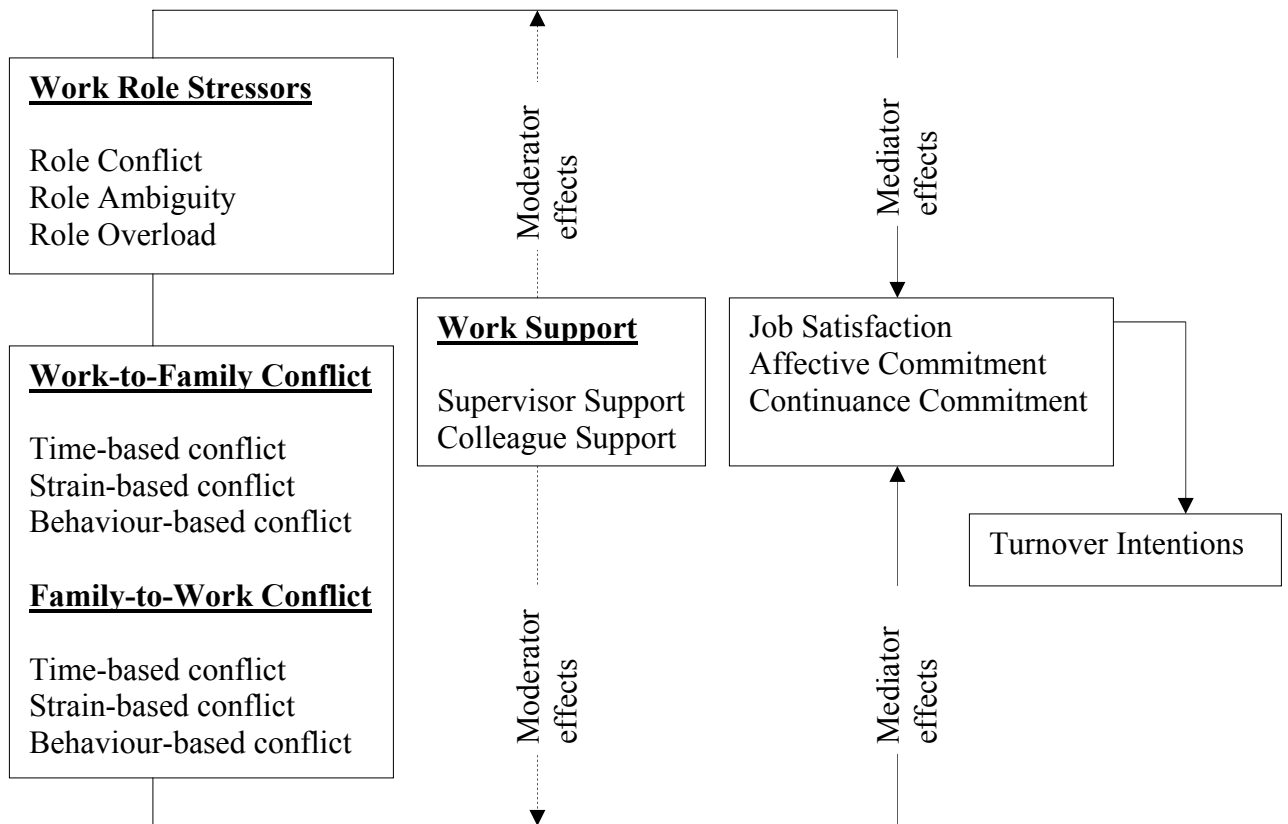 Work Role Stressors
Role Conflict
Role Ambiguity
Role Overload
Work-to-Family Conflict
Time-based conflict
Strain-based conflict
Behaviour-based conflict
Family-to-Work Conflict
Time-based conflict
Strain-based conflict
Behaviour-based conflict
Moderator
effects
Work Support
Supervisor Support
Colleague Support
Moderator
effects
Mediator
effects
Job Satisfaction
Affective Commitment
Continuance Commitment
Mediator
effects
Turnover Intentions